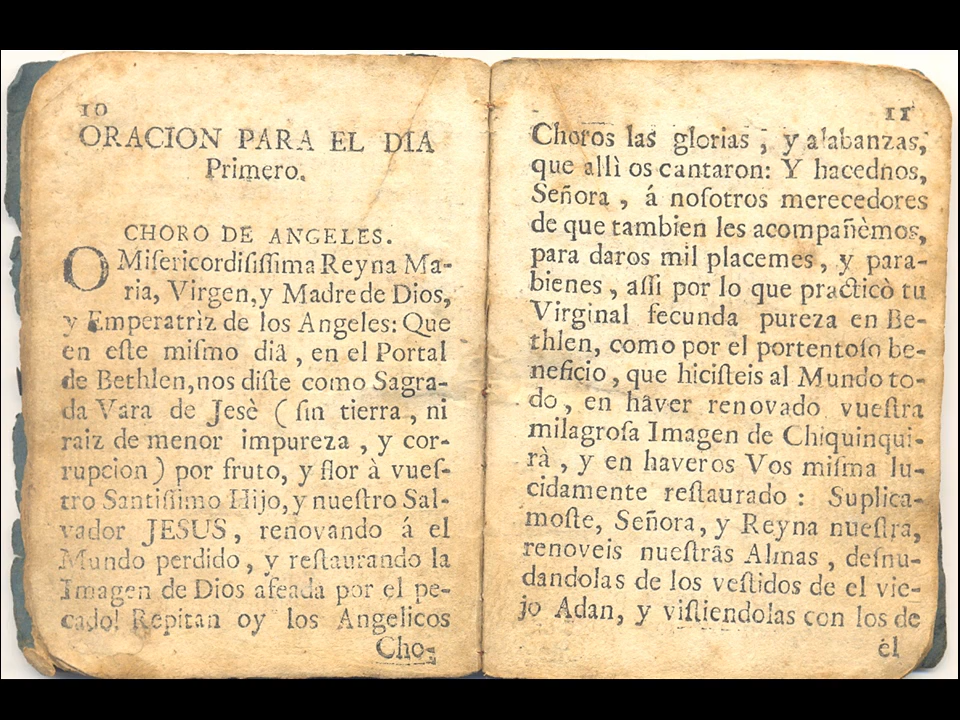 10
ORACION PARA EL DIA
Primero.
CHORO DE ANGELES.
O Miſericordiſiſſima Reyna Ma-
ria, Virgen, y Madre de Dios,
y Emperatrìz de los Angeles: Que
en eſte miſmo dia, en el Portal
de Bethlen, nos diſte como Sagra-
da Vara de Jesè (ſin tierra, ni
raiz de menor impureza, y cor-
rupcion) por fruto, y flor à vueſ-
tro Santiſſimo Hijo, y nueſtro Sal-
vador JESUS, renovando á el
Mundo perdido, y reſtaurando la
Imagen de Dios afeada por el pe-
cado! Repitan oy los Angelicos
Cho-
11
Choros las glorias, y alabanzas,
que allì os cantaron: Y hacednos,
Señora, á noſotros merecedores
de que tambien les acompañèmos,
para daros mil placemes, y para-
bienes, aſſi por lo que practicò tu
Virginal fecunda pureza en Be-
thlen, como por el portentoſo be-
neficio, que hiciſteis al Mundo to-
do, en haver renovado vueſtra
milagroſa Imagen de Chiquinqui-
rà, y en haveros Vos miſma lu-
cidamente reſtaurado: Suplica-
moſte, Señora, y Reyna nueſtra,
renoveis nueſtrãs Almas, deſnu-
dandolas de los veſtidos de el vie-
jo Adan, y viſtiendolas con los de
él